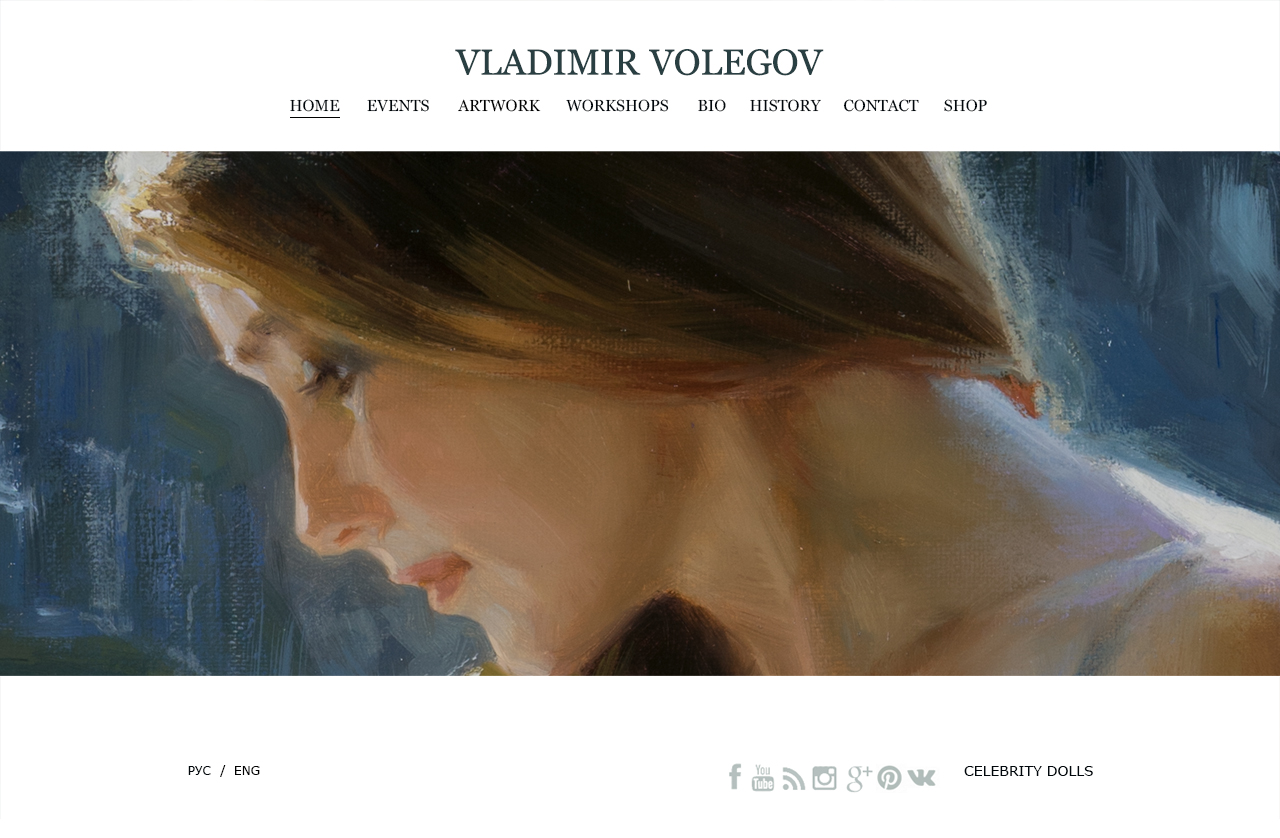 VLADIMIR VOLEGOV
HOME EVENTS ARTWORK WORKSHOPS BIO HISTORY CONTACT SHOP
РУС / ENG You Tube g+ CELEBRITY DOLLS